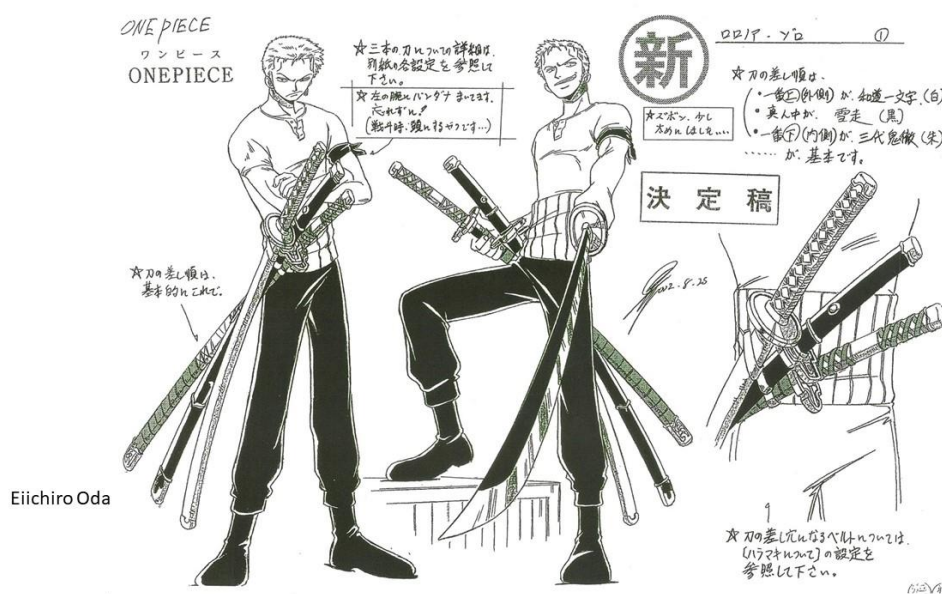 ONE PIECE
ワンピース
ONEPIECE
☆三本の刀についての詳細は、
別紙の各設定を参照して
下さい。
☆左の腕にバンダナまいてます。
忘れずに!
(戦斗時、頭にするやつです…)
新
ロロノア・ゾロ ①
☆ズボン、少し
太めに
☆刀の差し順は、
・一番上(外側)が、和道一文字(白)
・真ん中が、雪走(黒)
・一番下(内側)が、三代鬼徹(朱)
……が、基本です。
決定稿
☆刀の差し順は、
基本的にこれで。
2002.8.25
Eiichiro Oda
☆刀の差し穴になるベルトについては、
[ハラマキについて]の設定を
参照して下さい。